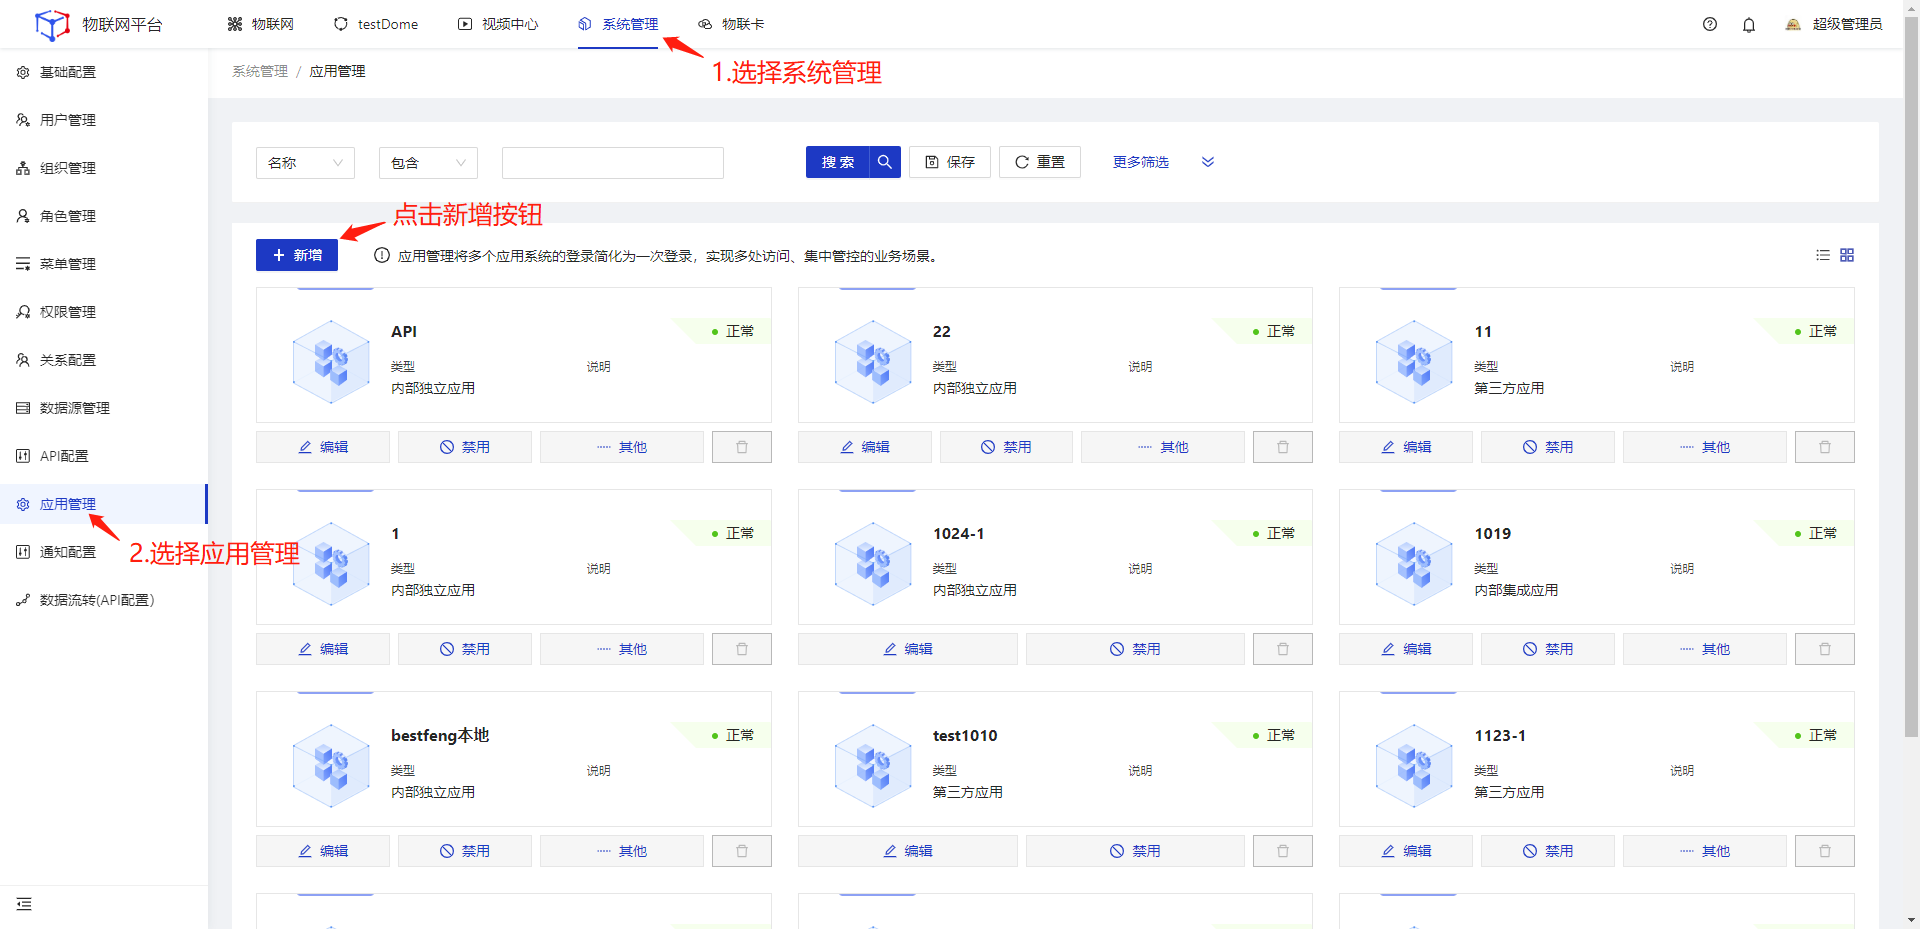 物联网平台
物联网
testDome
视频中心
系统管理
物联卡
超级管理员
1.选择系统管理
基础配置
用户管理
组织管理
角色管理
菜单管理
权限管理
关系配置
数据源管理
API配置
应用管理
2.选择应用管理
通知配置
数据流转(API配置)
系统管理 / 应用管理
名称
包含
搜 索
保存
重置
更多筛选
点击新增按钮
新增
应用管理将多个应用系统的登录简化为一次登录，实现多处访问、集中管控的业务场景。
API
正常
类型
说明
内部独立应用
编辑
禁用
其他
22
正常
类型
说明
内部独立应用
编辑
禁用
其他
11
正常
类型
说明
第三方应用
编辑
禁用
其他
1
正常
类型
说明
内部独立应用
编辑
禁用
其他
1024-1
正常
类型
说明
内部独立应用
编辑
禁用
1019
正常
类型
说明
内部集成应用
编辑
禁用
其他
bestfeng本地
正常
类型
说明
内部独立应用
编辑
禁用
其他
test1010
正常
类型
说明
第三方应用
编辑
禁用
1123-1
正常
类型
说明
第三方应用
编辑
禁用
其他